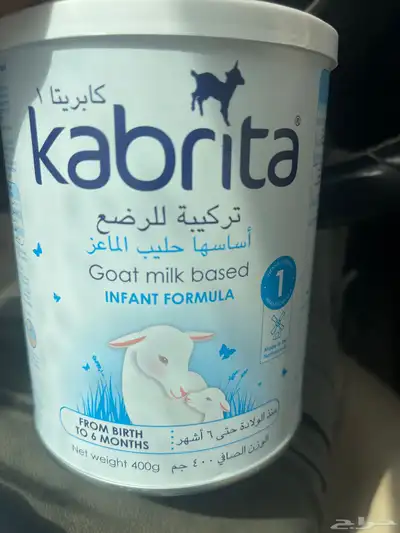 كابريتا ١
kabrita®
تركيبة للرضع
أساسها حليب الماعز
Goat milk based
INFANT FORMULA
1
FROM BIRTH
TO 6 MONTHS
منذ الولادة حتى ٦ أشهر
Net weight 400g
الوزن الصافي ٤٠٠ جم
حراج